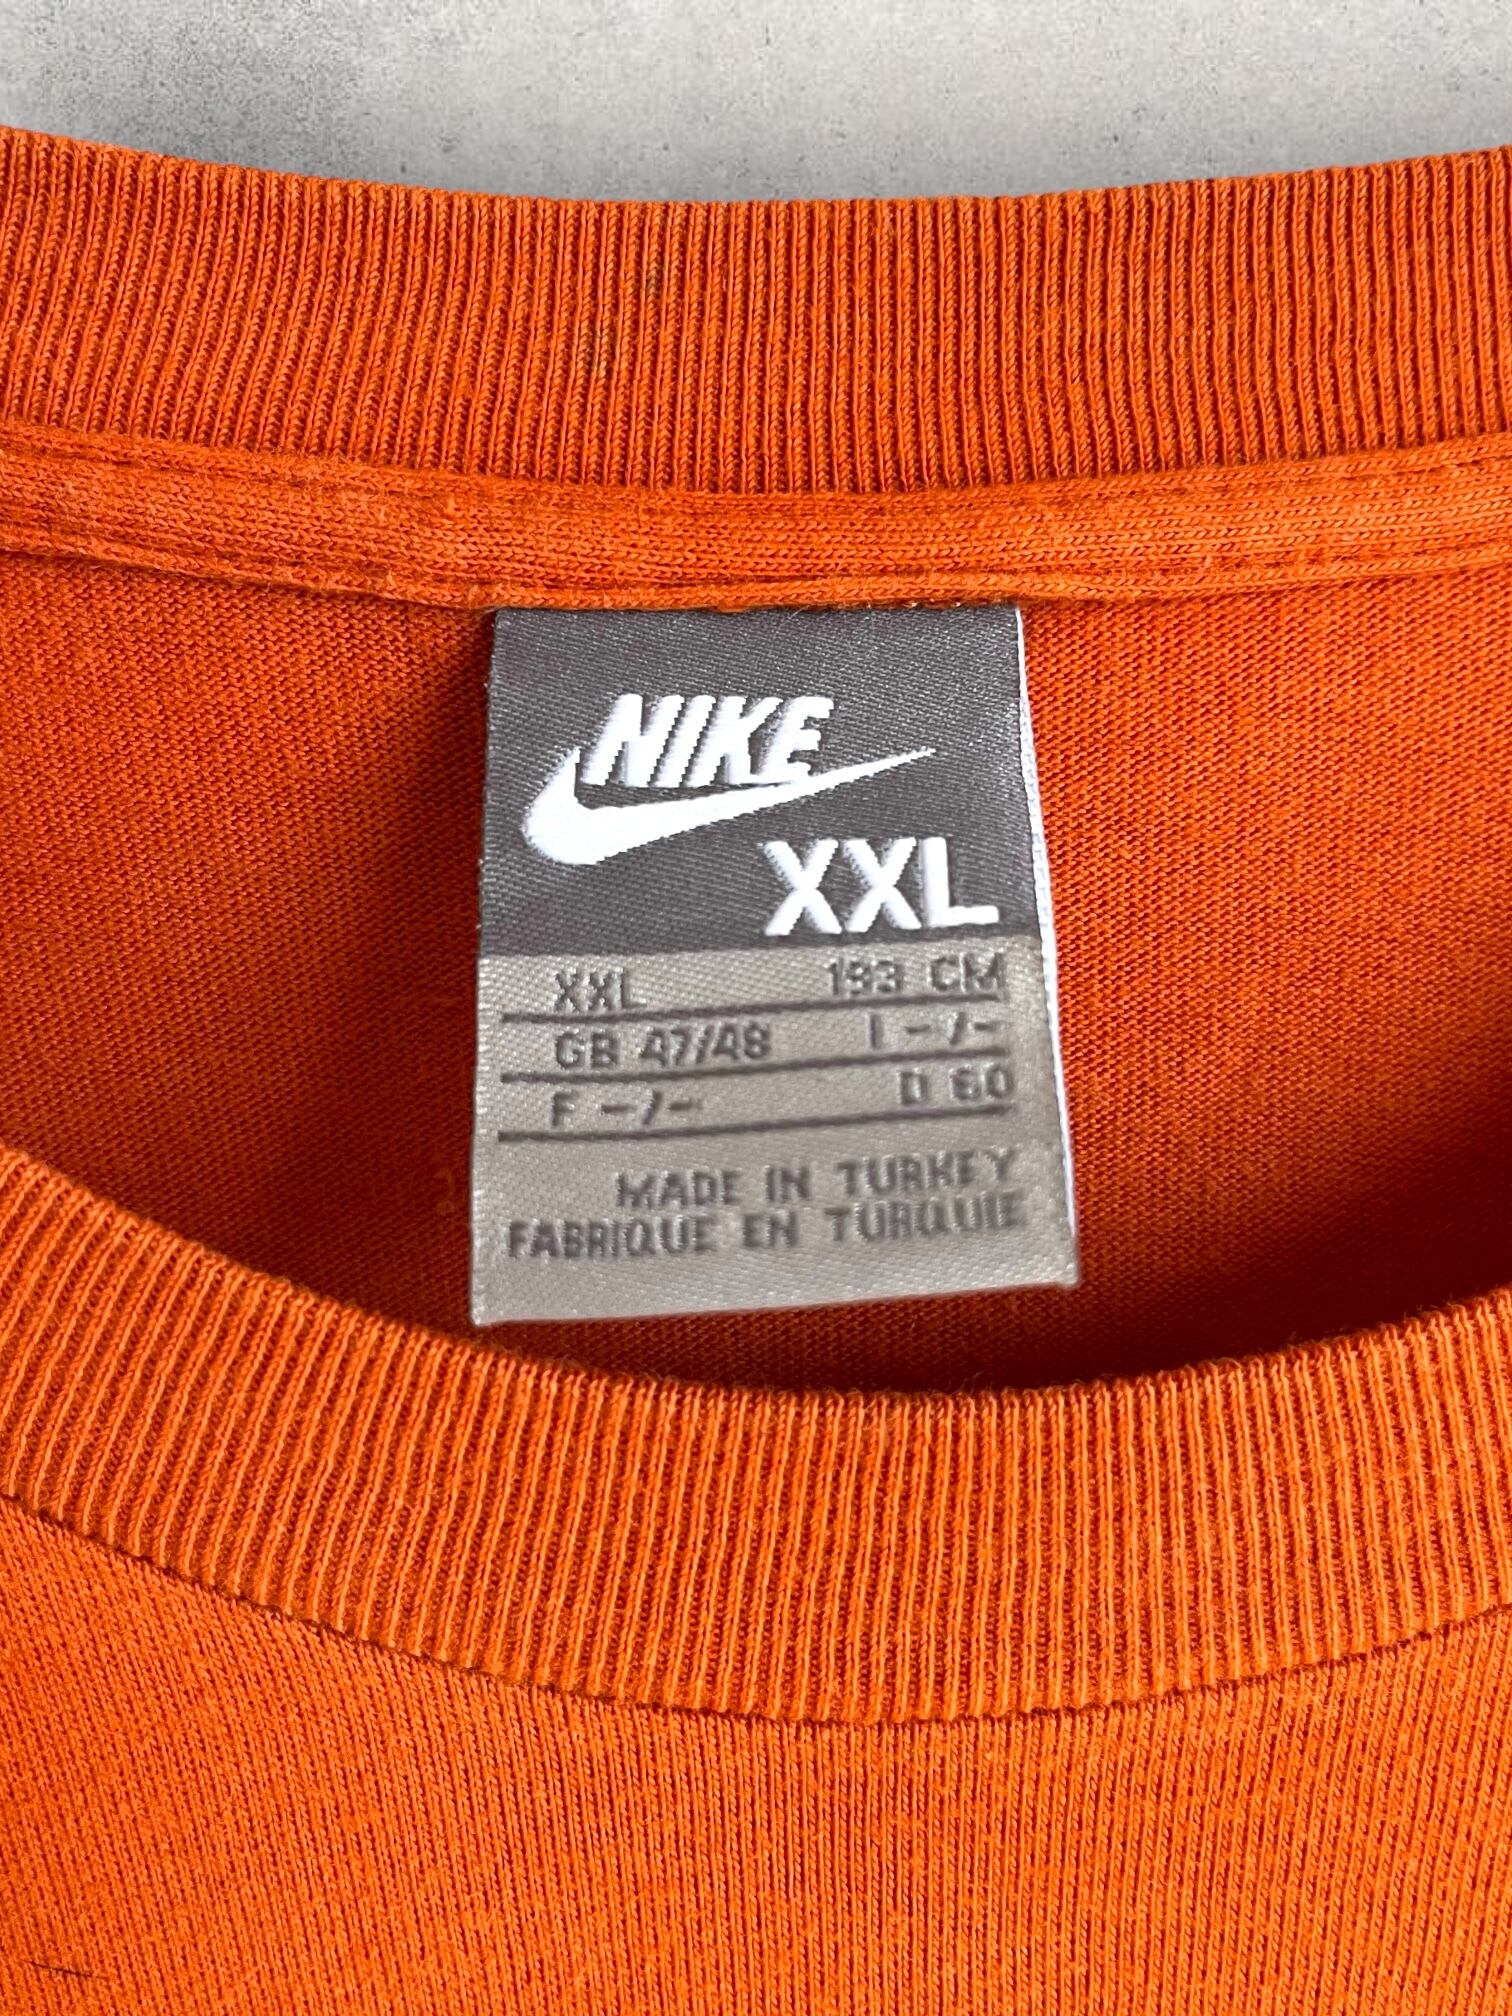 NIKE
XXL
XXL 193 CM
GB 47/48 I -/-
F -/- D 60
MADE IN TURKEY
FABRIQUE EN TURQUIE